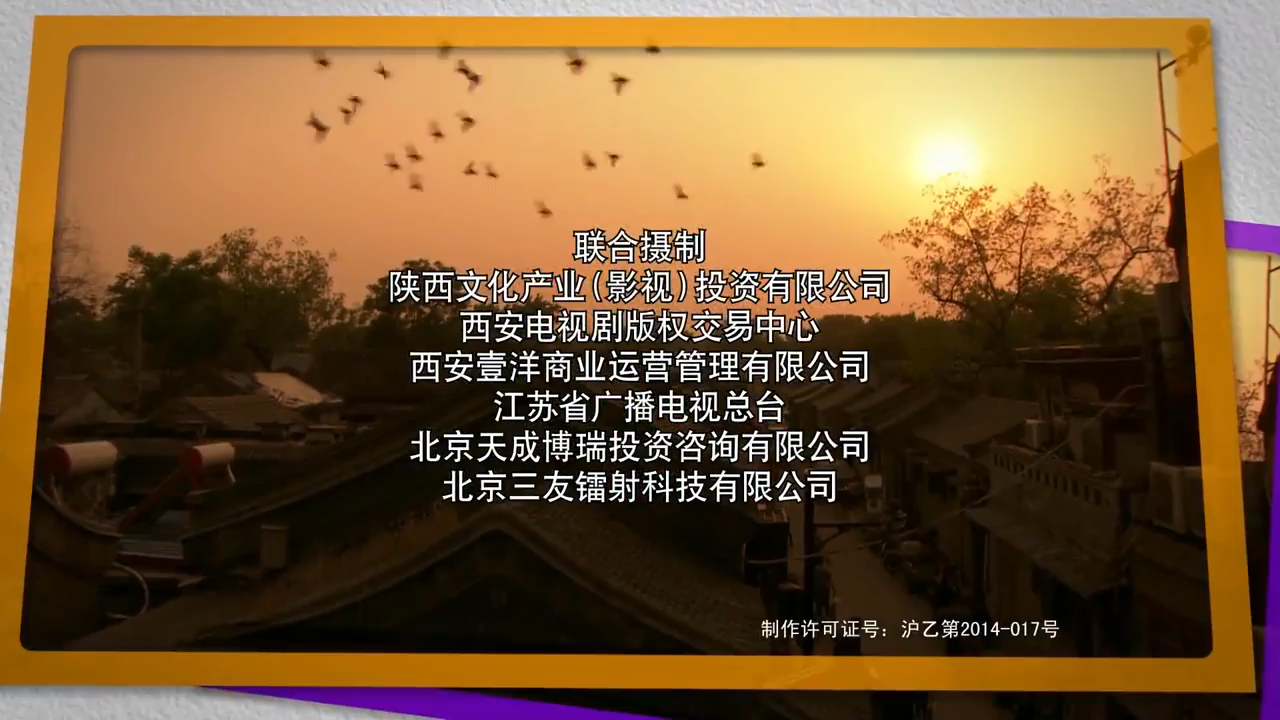 联合摄制
陕西文化产业(影视)投资有限公司
西安电视剧版权交易中心
西安壹洋商业运营管理有限公司
江苏省广播电视总台
北京天成博瑞投资咨询有限公司
北京三友镭射科技有限公司
制作许可证号：沪乙第2014-017号